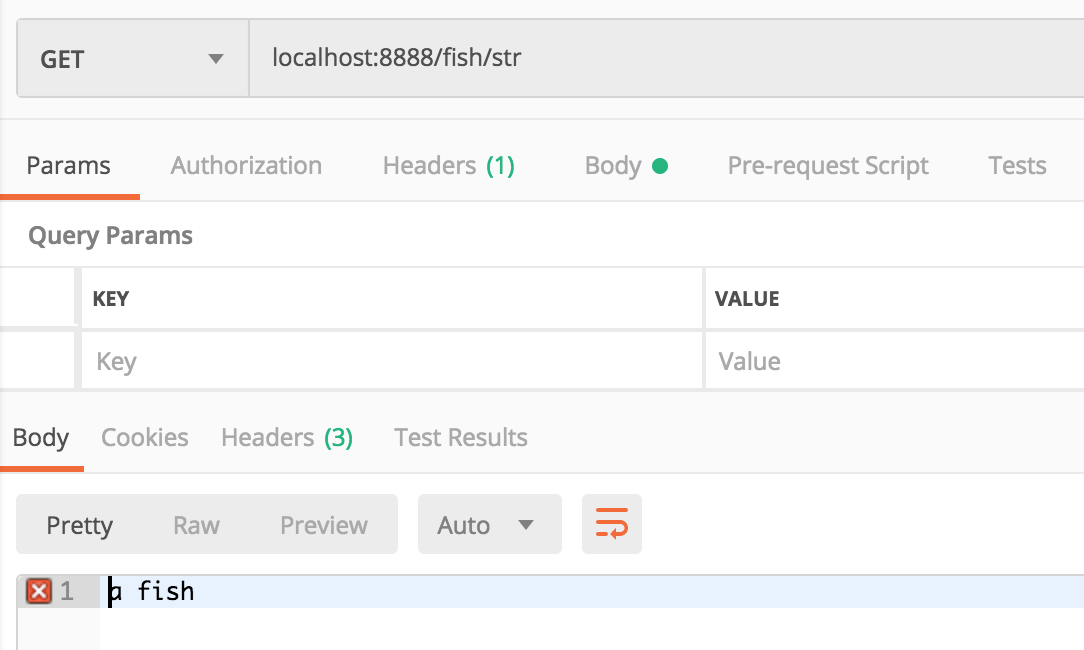 GET localhost:8888/fish/str
Params Authorization Headers (1) Body Pre-request Script Tests
Query Params
KEY VALUE
Key Value
Body Cookies Headers (3) Test Results
Pretty Raw Preview Auto
1 a fish